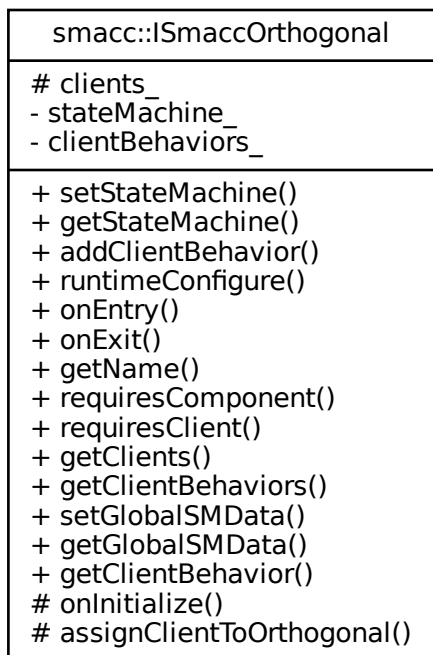 smacc::ISmaccOrthogonal
# clients_
- stateMachine_
- clientBehaviors_
+ setStateMachine()
+ getStateMachine()
+ addClientBehavior()
+ runtimeConfigure()
+ onEntry()
+ onExit()
+ getName()
+ requiresComponent()
+ requiresClient()
+ getClients()
+ getClientBehaviors()
+ setGlobalSMData()
+ getGlobalSMData()
+ getClientBehavior()
# onInitialize()
# assignClientToOrthogonal()